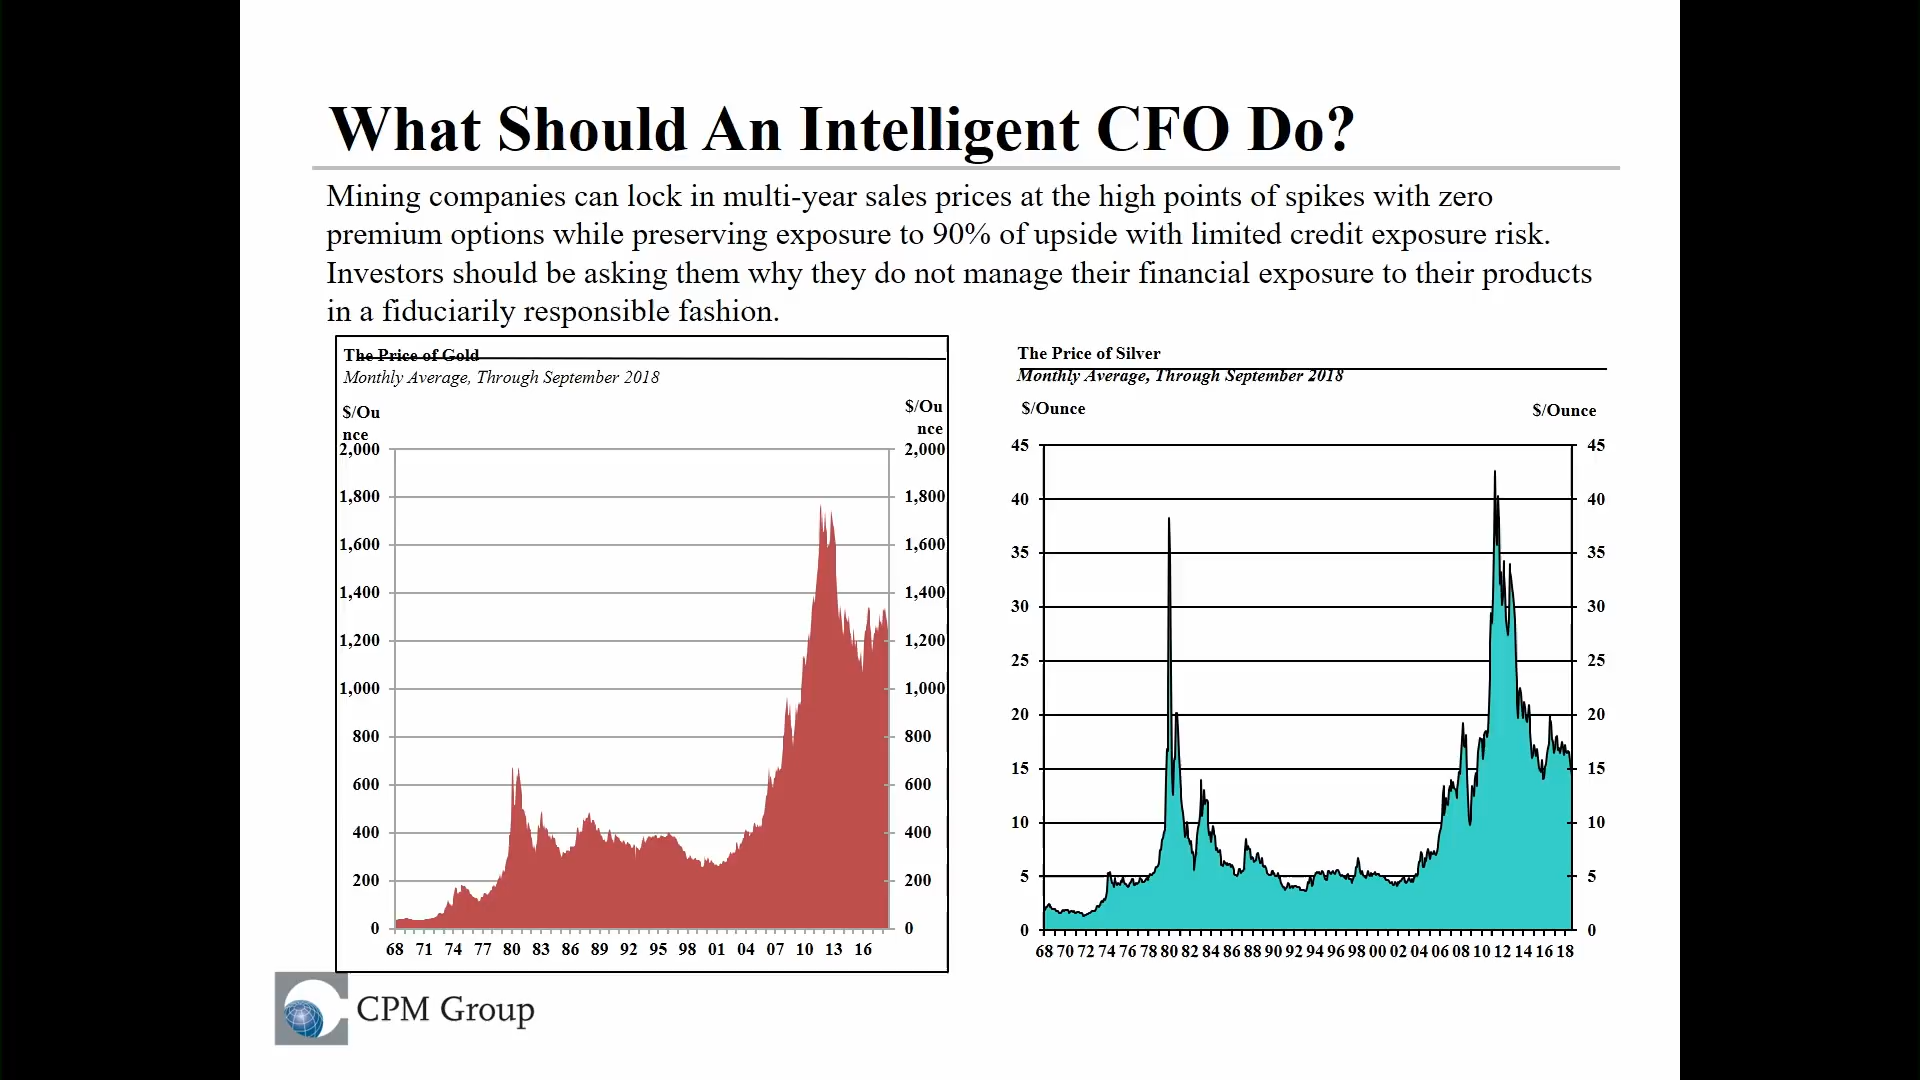 What Should An Intelligent CFO Do?
Mining companies can lock in multi-year sales prices at the high points of spikes with zero
premium options while preserving exposure to 90% of upside with limited credit exposure risk.
Investors should be asking them why they do not manage their financial exposure to their products
in a fiduciarily responsible fashion.
The Price of Gold
Monthly Average, Through September 2018
$/Ou
nce
$/Ou
nce
2,000 2,000
1,800 1,800
1,600 1,600
1,400 1,400
1,200 1,200
1,000 1,000
800 800
600 600
400 400
200 200
0 0
68 71 74 77 80 83 86 89 92 95 98 01 04 07 10 13 16
The Price of Silver
Monthly Average, Through September 2018
$/Ounce $/Ounce
45 45
40 40
35 35
30 30
25 25
20 20
15 15
10 10
5 5
0 0
68 70 72 74 76 78 80 82 84 86 88 90 92 94 96 98 00 02 04 06 08 10 12 14 16 18
CPM Group